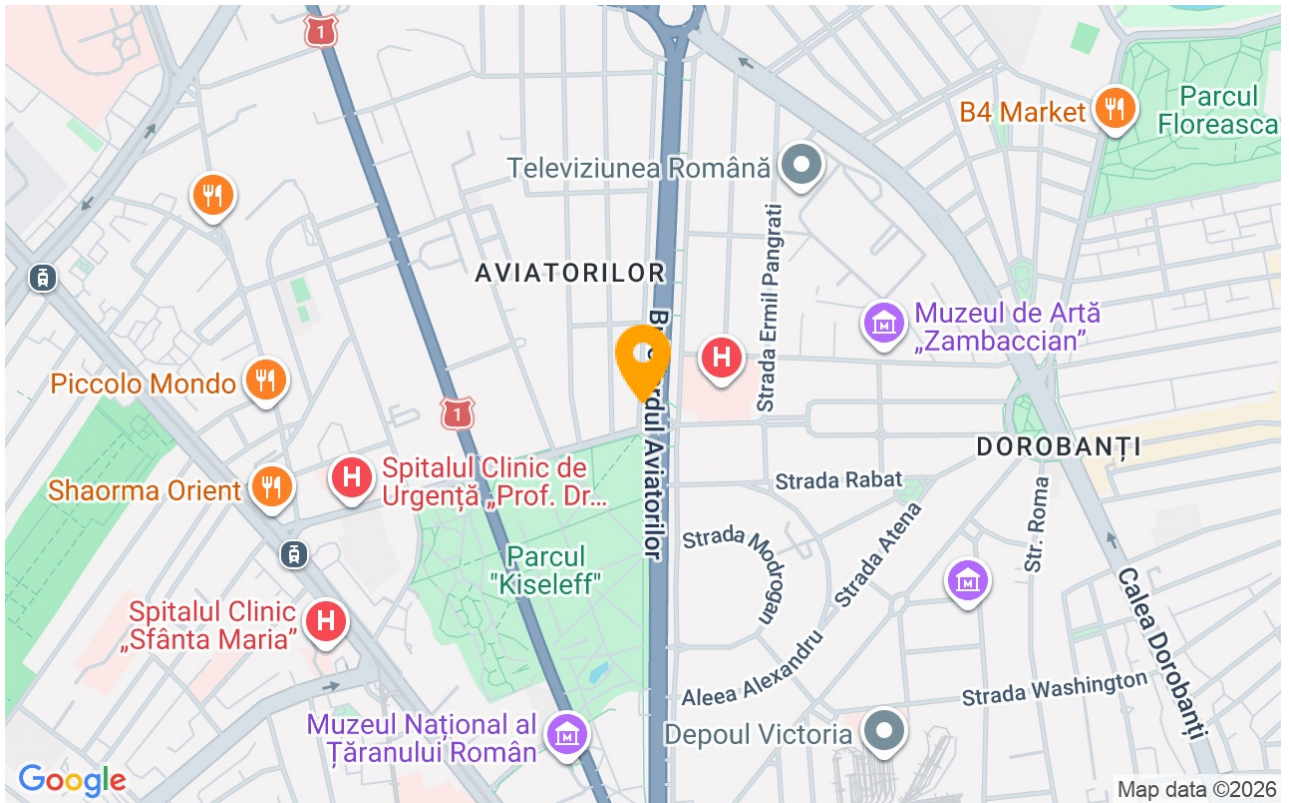 1
B4 Market
Parcul
Floreasca
Televiziunea Română
Strada Ermil Pangrati
AVIATORILOR
Muzeul de Artă
„Zambaccian”
H
Piccolo Mondo
1
Bulevardul Aviatorilor
DOROBANȚI
Spitalul Clinic de
Urgență „Prof. Dr...
H
Shaorma Orient
Strada Rabat
Str. Roma
Strada Modrogan
Strada Atena
Parcul
"Kiseleff"
Spitalul Clinic
„Sfânta Maria”
H
Calea Dorobanți
Aleea Alexandru
Strada Washington
Muzeul Național al
Țăranului Român
Depoul Victoria
Google
Map data ©2026